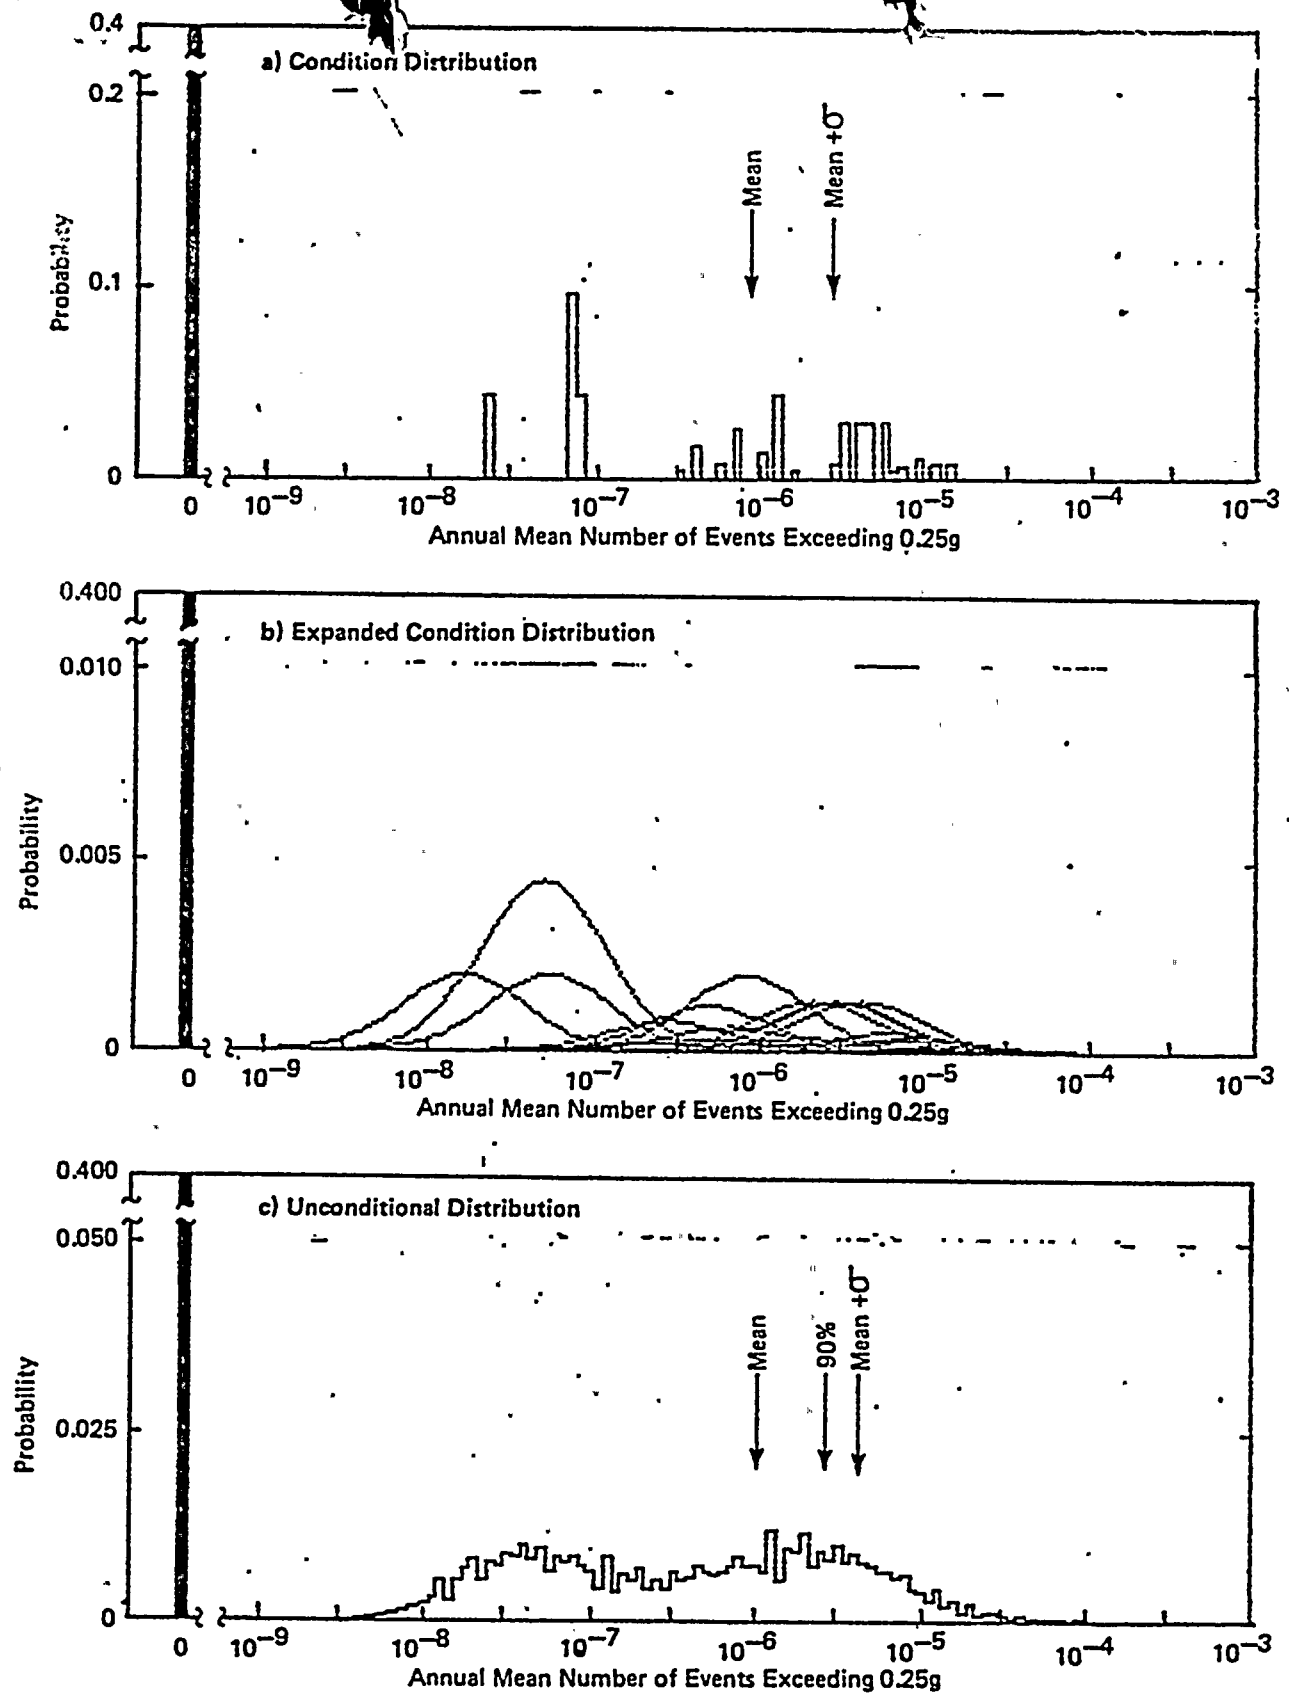 0.4
a) Condition Dirtribution
0.2
Mean
Mean +σ
Probability
0.1
0
0 10−9 10−8 10−7 10−6 10−5 10−4 10−3
Annual Mean Number of Events Exceeding 0.25g
0.400
b) Expanded Condition Distribution
0.010
Probability
0.005
0
0 10−9 10−8 10−7 10−6 10−5 10−4 10−3
Annual Mean Number of Events Exceeding 0.25g
0.400
c) Unconditional Distribution
0.050
Mean
90%
Mean +σ
Probability
0.025
0
0 10−9 10−8 10−7 10−6 10−5 10−4 10−3
Annual Mean Number of Events Exceeding 0.25g